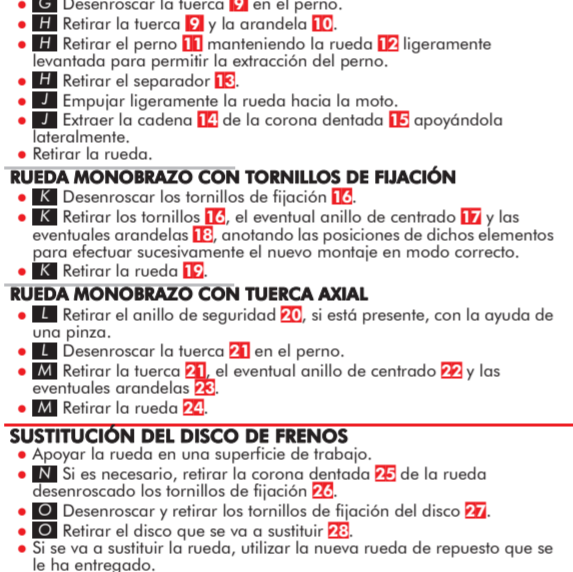 • G Desenroscar la tuerca 9 en el perno.
• H Retirar la tuerca 9 y la arandela 10.
• H Retirar el perno 11 manteniendo la rueda 12 ligeramente
levantada para permitir la extracción del perno.
• H Retirar el separador 13.
• J Empujar ligeramente la rueda hacia la moto.
• J Extraer la cadena 14 de la corona dentada 15 apoyándola
lateralmente.
• Retirar la rueda.
RUEDA MONOBRAZO CON TORNILLOS DE FIJACIÓN
• K Desenroscar los tornillos de fijación 16.
• K Retirar los tornillos 16, el eventual anillo de centrado 17 y las
eventuales arandelas 18, anotando las posiciones de dichos elementos
para efectuar sucesivamente el nuevo montaje en modo correcto.
• K Retirar la rueda 19.
RUEDA MONOBRAZO CON TUERCA AXIAL
• L Retirar el anillo de seguridad 20, si está presente, con la ayuda de
una pinza.
• L Desenroscar la tuerca 21 en el perno.
• M Retirar la tuerca 21, el eventual anillo de centrado 22 y las
eventuales arandelas 23.
• M Retirar la rueda 24.
SUSTITUCIÓN DEL DISCO DE FRENOS
• Apoyar la rueda en una superficie de trabajo.
• N Si es necesario, retirar la corona dentada 25 de la rueda
desenroscado los tornillos de fijación 26.
• O Desenroscar y retirar los tornillos de fijación del disco 27.
• O Retirar el disco que se va a sustituir 28.
• Si se va a sustituir la rueda, utilizar la nueva rueda de repuesto que se
le ha entregado.